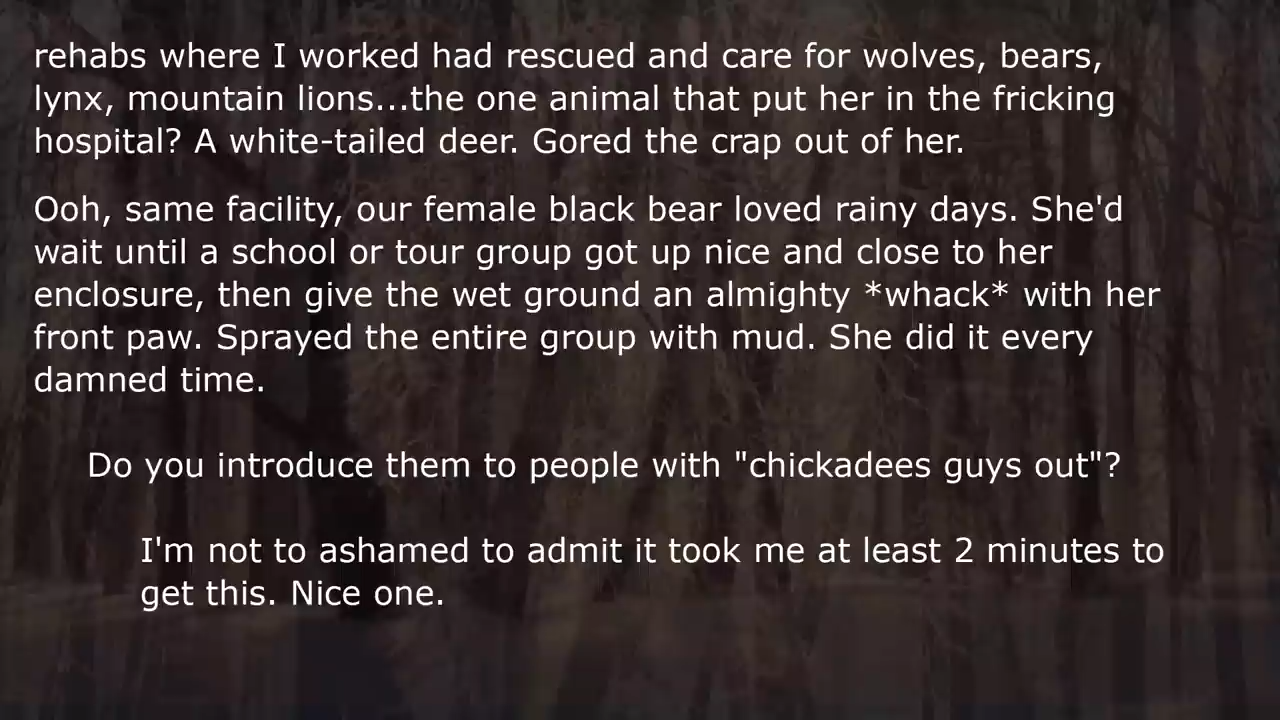 rehabs where I worked had rescued and care for wolves, bears,
lynx, mountain lions...the one animal that put her in the fricking
hospital? A white-tailed deer. Gored the crap out of her.
Ooh, same facility, our female black bear loved rainy days. She'd
wait until a school or tour group got up nice and close to her
enclosure, then give the wet ground an almighty *whack* with her
front paw. Sprayed the entire group with mud. She did it every
damned time.
Do you introduce them to people with "chickadees guys out"?
I'm not to ashamed to admit it took me at least 2 minutes to
get this. Nice one.